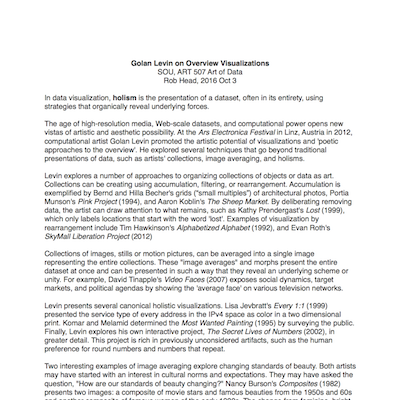 Golan Levin on Overview Visualizations
SOU, ART 507 Art of Data
Rob Head, 2016 Oct 3
In data visualization, holism is the presentation of a dataset, often in its entirety, using
strategies that organically reveal underlying forces.
The age of high-resolution media, Web-scale datasets, and computational power opens new
vistas of artistic and aesthetic possibility. At the Ars Electronica Festival in Linz, Austria in 2012,
computational artist Golan Levin promoted the artistic potential of visualizations and 'poetic
approaches to the overview'. He explored several techniques that go beyond traditional
presentations of data, such as artists' collections, image averaging, and holisms.
Levin explores a number of approaches to organizing collections of objects or data as art.
Collections can be creating using accumulation, filtering, or rearrangement. Accumulation is
exemplified by Bernd and Hilla Becher's grids ("small multiples") of architectural photos, Portia
Munson's Pink Project (1994), and Aaron Koblin's The Sheep Market. By deliberately removing
data, the artist can draw attention to what remains, such as Kathy Prendergast's Lost (1999),
which only labels locations that start with the word 'lost'. Examples of visualization by
rearrangement include Tim Hawkinson's Alphabetized Alphabet (1992), and Evan Roth's
SkyMall Liberation Project (2012)
Collections of images, stills or motion pictures, can be averaged into a single image
representing the entire collections. These "image averages" and morphs present the entire
dataset at once and can be presented in such a way that they reveal an underlying scheme or
unity. For example, David Tinapple's Video Faces (2007) exposes social dynamics, target
markets, and political agendas by showing the 'average face' on various television networks.
Levin presents several canonical holistic visualizations. Lisa Jevbratt's Every 1:1 (1999)
presented the service type of every address in the IPv4 space as color in a two dimensional
print. Komar and Melamid determined the Most Wanted Painting (1995) by surveying the public.
Finally, Levin explores his own interactive project, The Secret Lives of Numbers (2002), in
greater detail. This project is rich in previously unconsidered artifacts, such as the human
preference for round numbers and numbers that repeat.
Two interesting examples of image averaging explore changing standards of beauty. Both artists
may have started with an interest in cultural norms and expectations. They may have asked the
question, "How are our standards of beauty changing?" Nancy Burson's Composites (1982)
presents two images: a composite of movie stars and famous beauties from the 1950s and 60s